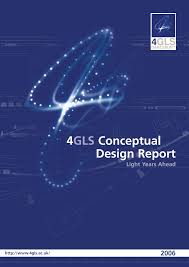 4GLS
4GLS Conceptual
Design Report
Light Years Ahead
http://www.4gls.ac.uk/
2006